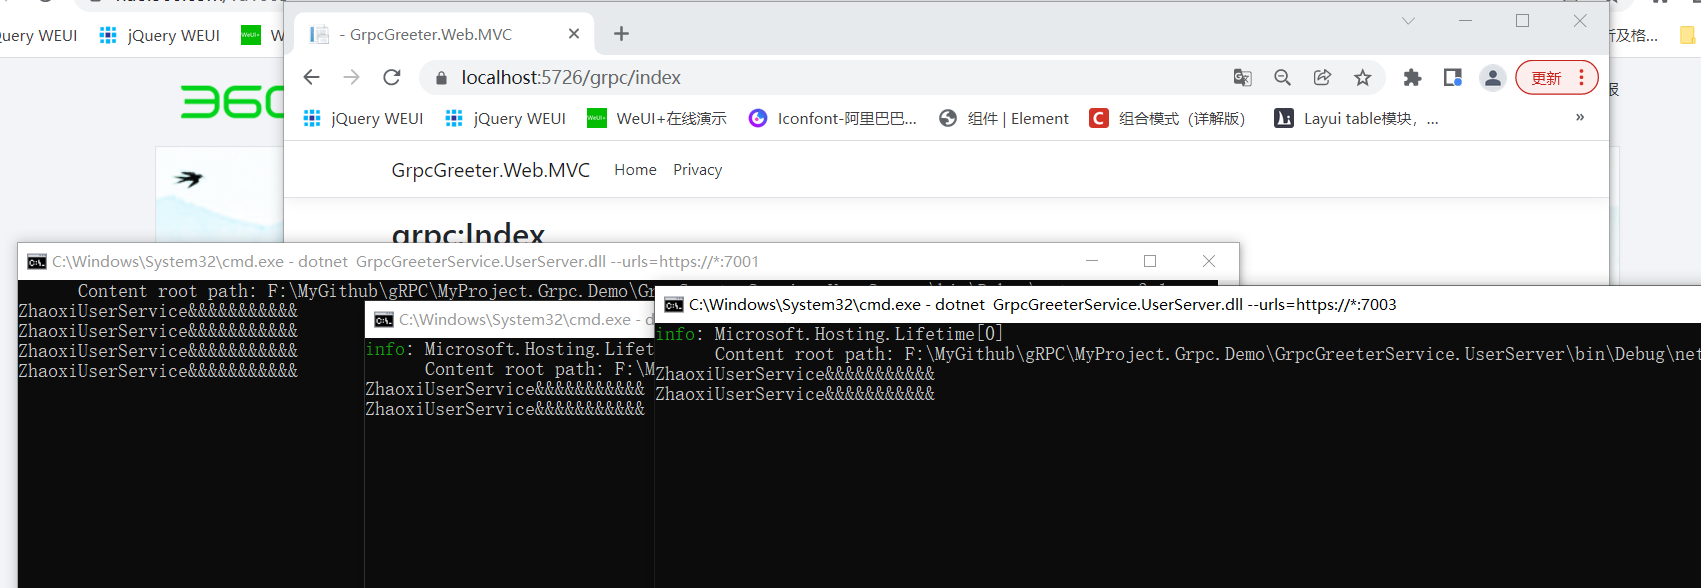 - GrpcGreeter.Web.MVC
uery WEUI
jQuery WEUI
W
localhost:5726/grpc/index
更新
jQuery WEUI
jQuery WEUI
WeUI+在线演示
Iconfont-阿里巴巴...
组件 | Element
组合模式（详解版）
Layui table模块，...
»
及格...
报
360
GrpcGreeter.Web.MVC
Home
Privacy
grpc:Index
C:\Windows\System32\cmd.exe - dotnet GrpcGreeterService.UserServer.dll --urls=https://*:7001
Content root path: F:\MyGithub\gRPC\MyProject.Grpc.Demo\Gr
ZhaoxiUserService&&&&&&&&&&&
ZhaoxiUserService&&&&&&&&&&&
ZhaoxiUserService&&&&&&&&&&&
ZhaoxiUserService&&&&&&&&&&&
C:\Windows\System32\cmd.exe - d
info: Microsoft.Hosting.Lifet
Content root path: F:\M
ZhaoxiUserService&&&&&&&&&&&
ZhaoxiUserService&&&&&&&&&&&
C:\Windows\System32\cmd.exe - dotnet GrpcGreeterService.UserServer.dll --urls=https://*:7003
info: Microsoft.Hosting.Lifetime[0]
Content root path: F:\MyGithub\gRPC\MyProject.Grpc.Demo\GrpcGreeterService.UserServer\bin\Debug\net
ZhaoxiUserService&&&&&&&&&&&
ZhaoxiUserService&&&&&&&&&&&